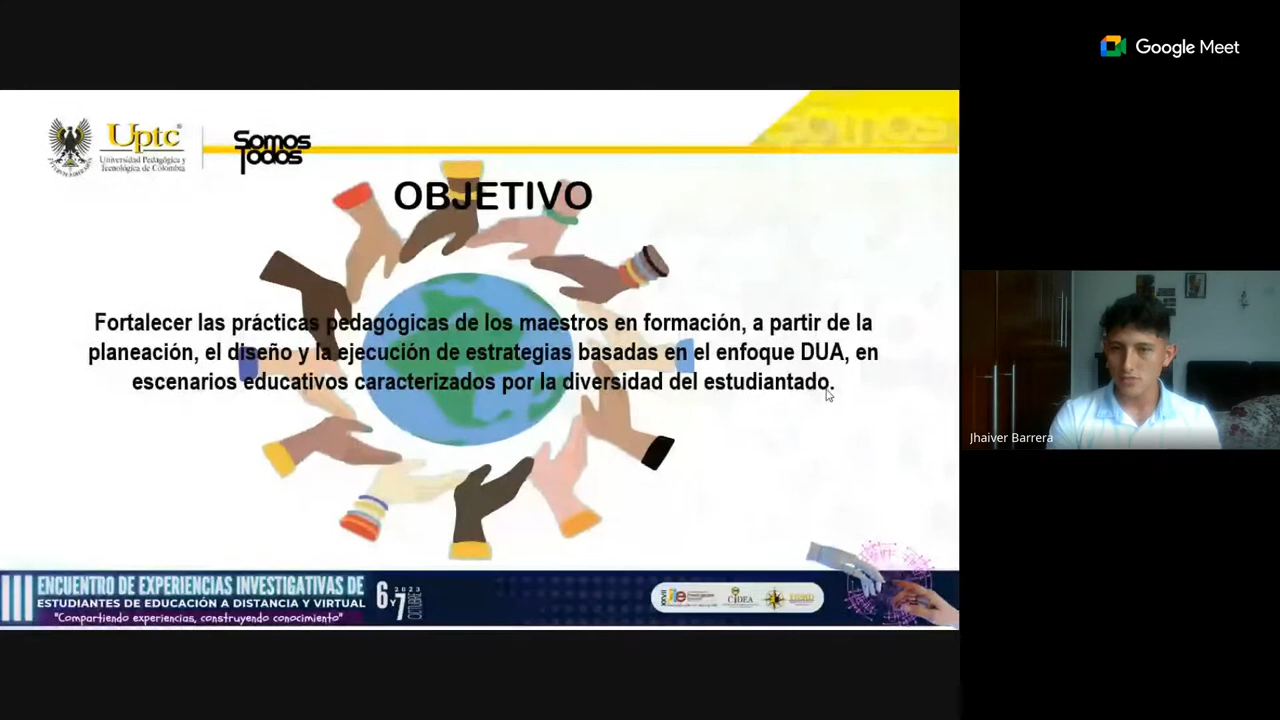 Google Meet
Uptc
Universidad Pedagógica y
Tecnológica de Colombia
Somos
Todos
OBJETIVO
Fortalecer las prácticas pedagógicas de los maestros en formación, a partir de la
planeación, el diseño y la ejecución de estrategias basadas en el enfoque DUA, en
escenarios educativos caracterizados por la diversidad del estudiantado.
Jhaiver Barrera
III ENCUENTRO DE EXPERIENCIAS INVESTIGATIVAS DE
ESTUDIANTES DE EDUCACIÓN A DISTANCIA Y VIRTUAL
"Compartiendo experiencias, construyendo conocimiento"
6 Y 7 2023 OCTUBRE
CIDEA